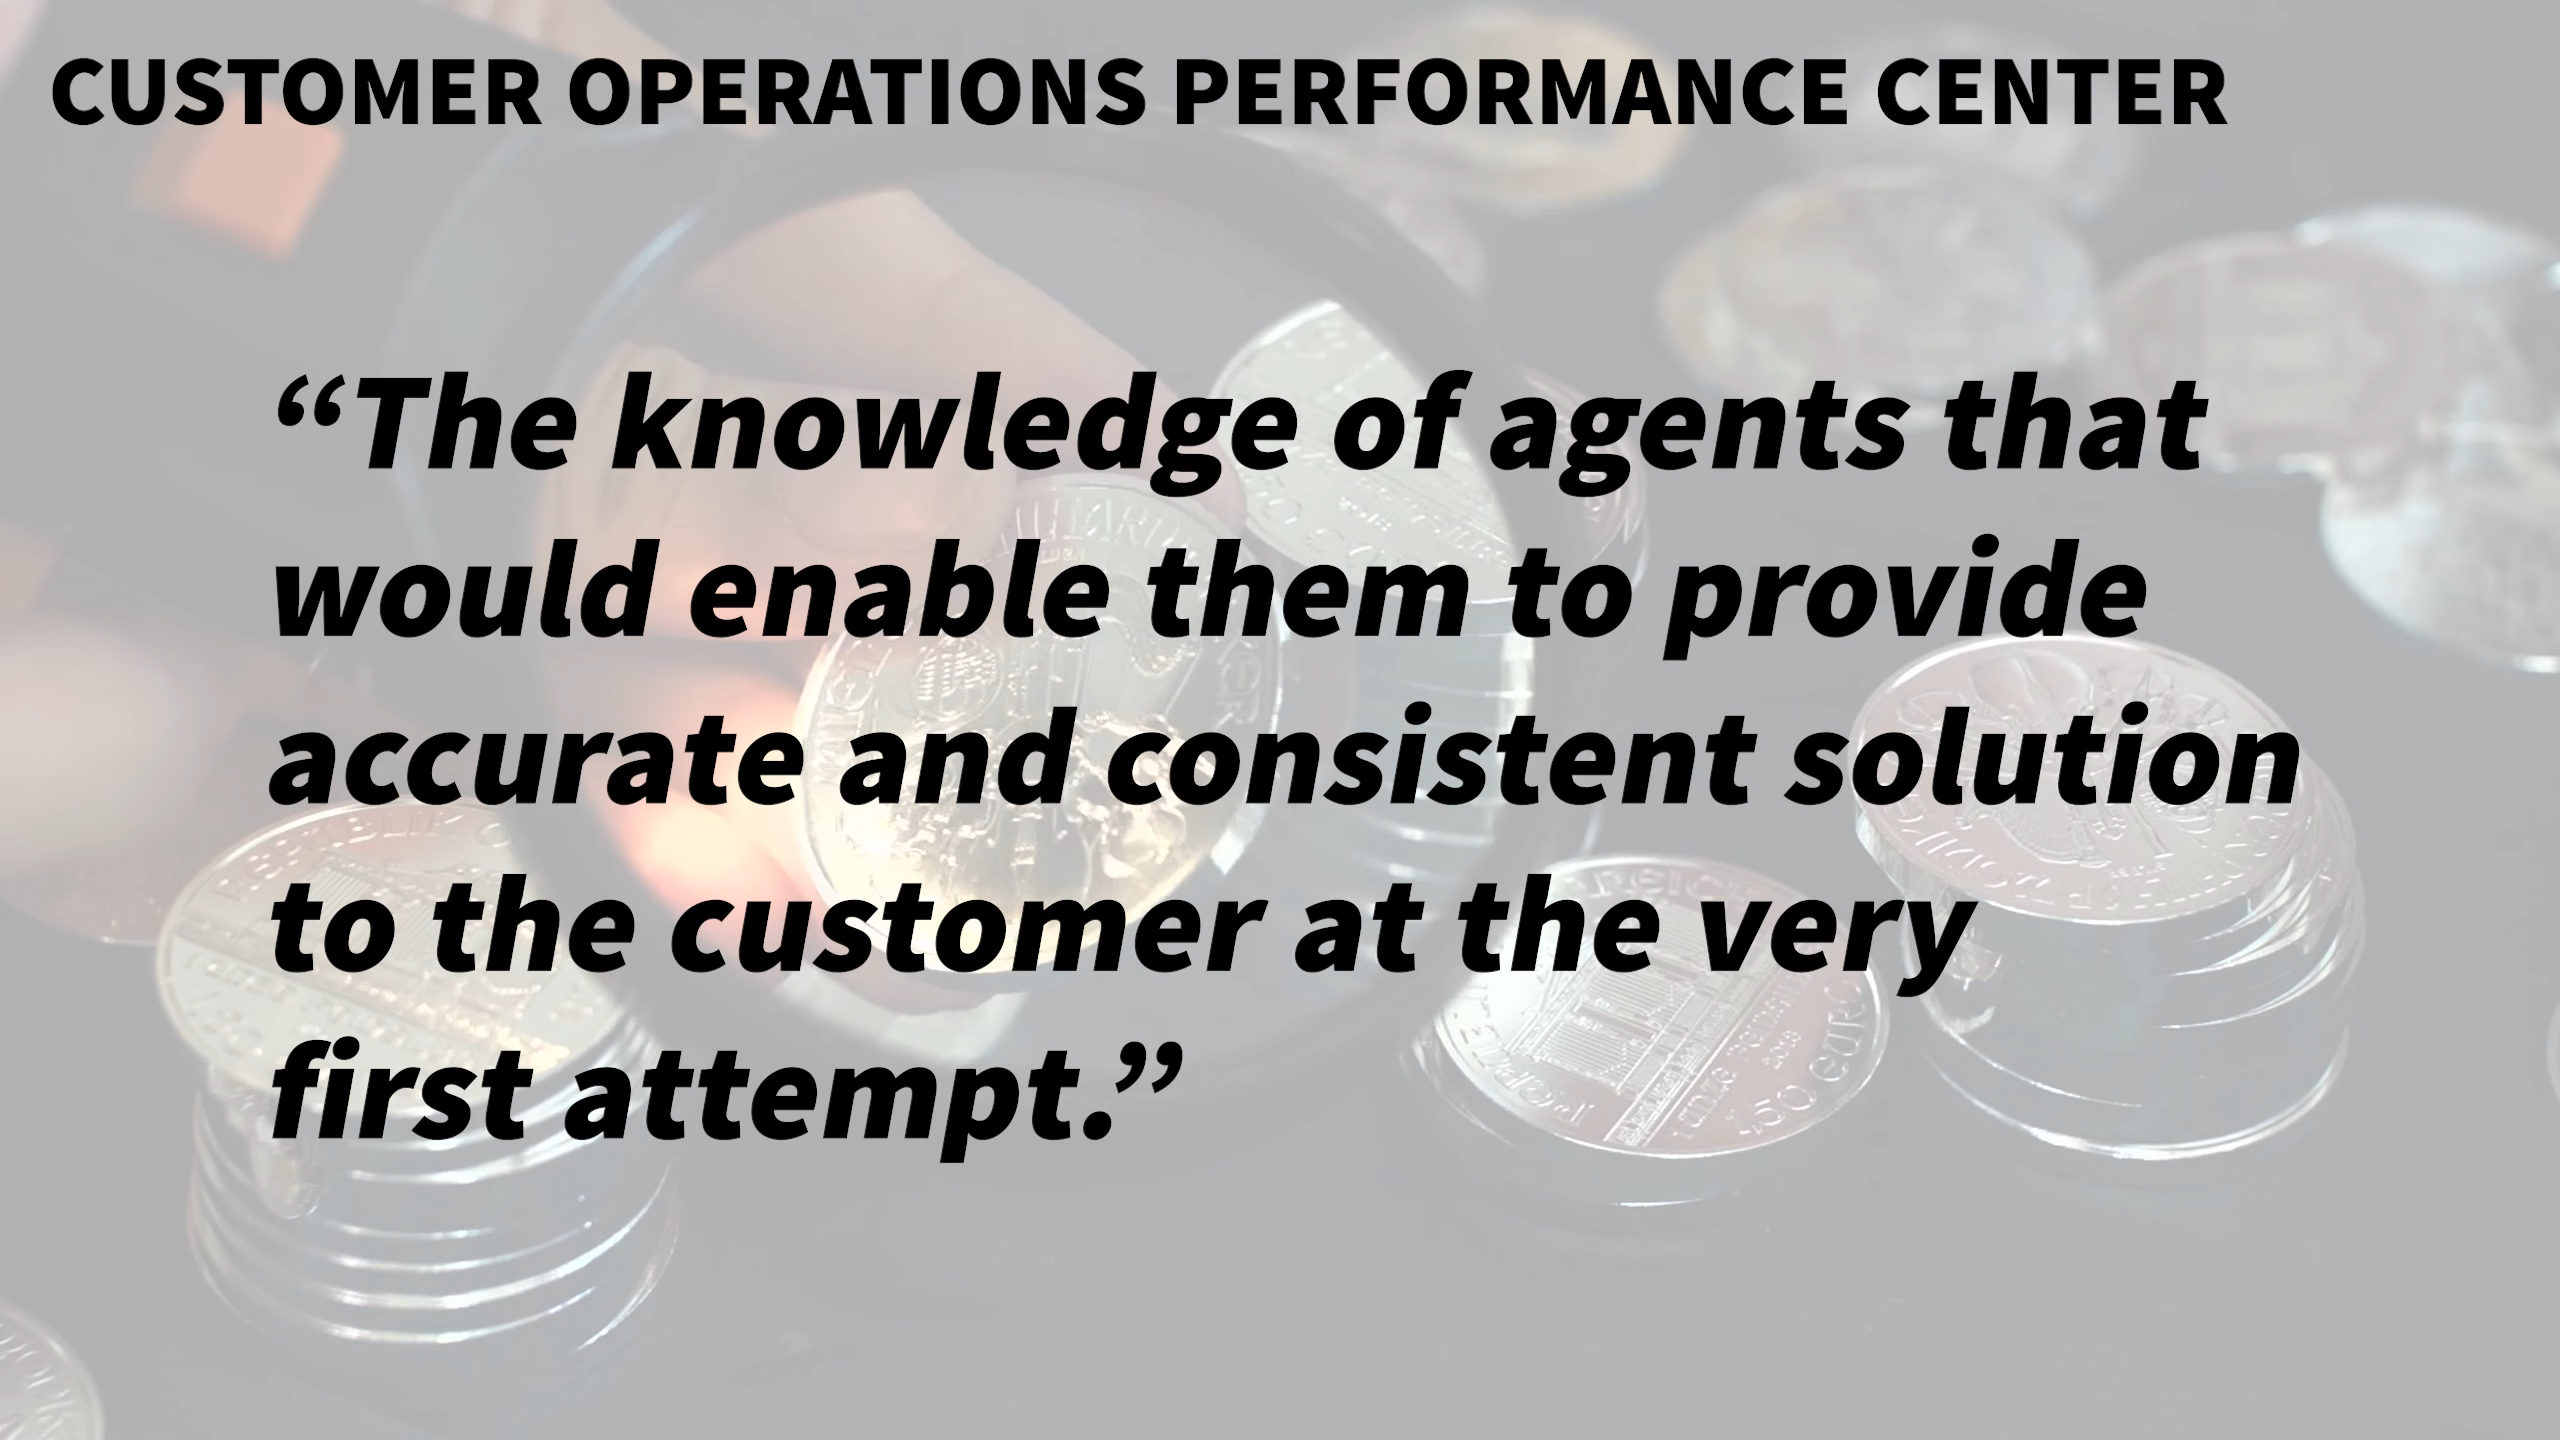 CUSTOMER OPERATIONS PERFORMANCE CENTER
“The knowledge of agents that
would enable them to provide
accurate and consistent solution
to the customer at the very
first attempt.”